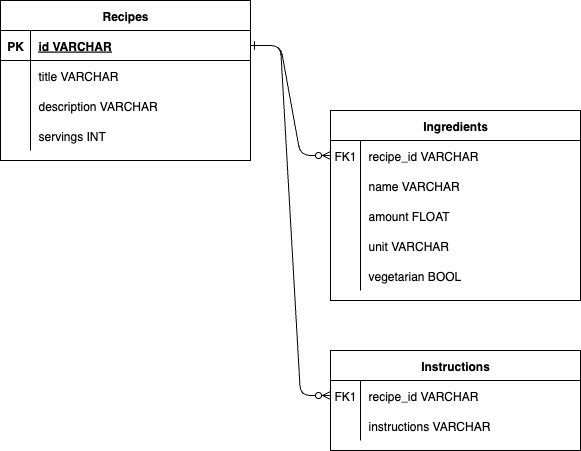 Recipes
PK id VARCHAR
title VARCHAR
description VARCHAR
servings INT
Ingredients
FK1 recipe_id VARCHAR
name VARCHAR
amount FLOAT
unit VARCHAR
vegetarian BOOL
Instructions
FK1 recipe_id VARCHAR
instructions VARCHAR